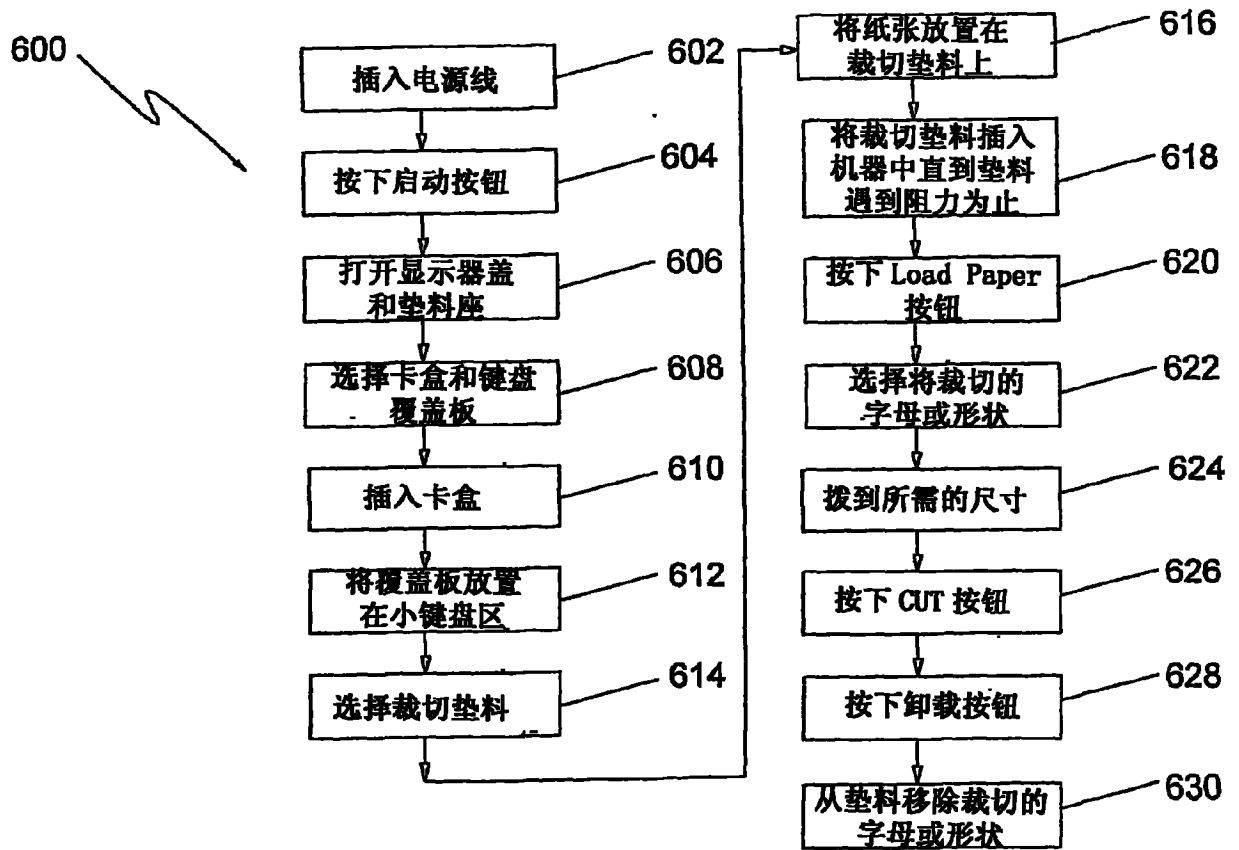 600
插入电源线
602
按下启动按钮
604
打开显示器盖
和垫料座
606
选择卡盒和键盘
覆盖板
608
插入卡盒
610
将覆盖板放置
在小键盘区
612
选择裁切垫料
614
将纸张放置在
裁切垫料上
616
将裁切垫料插入
机器中直到垫料
遇到阻力为止
618
按下 Load Paper
按钮
620
选择将裁切的
字母或形状
622
拨到所需的尺寸
624
按下 CUT 按钮
626
按下卸载按钮
628
从垫料移除裁切的
字母或形状
630